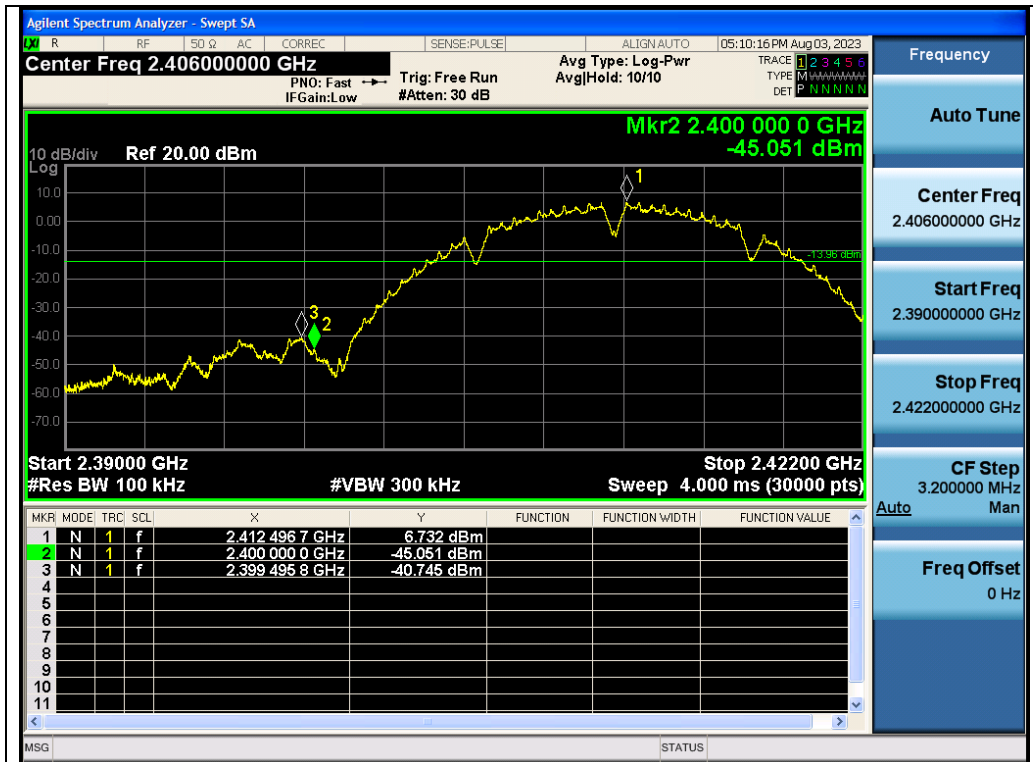 Agilent Spectrum Analyzer - Swept SA
LXI R RF 50 Ω AC CORREC SENSE:PULSE ALIGN AUTO 05:10:16 PM Aug 03, 2023
Center Freq 2.406000000 GHz
PNO: Fast
IFGain:Low
Trig: Free Run
#Atten: 30 dB
Avg Type: Log-Pwr
Avg|Hold: 10/10
TRACE 1 2 3 4 5 6
TYPE M WWWWW
DET P N N N N N
Mkr2 2.400 000 0 GHz
-45.051 dBm
10 dB/div Ref 20.00 dBm
Log
10.0
0.00
-10.0
-20.0
-30.0
-40.0
-50.0
-60.0
-70.0
1
-13.96 dBm
3
2
Start 2.39000 GHz Stop 2.42200 GHz
#Res BW 100 kHz #VBW 300 kHz Sweep 4.000 ms (30000 pts)
MKR MODE TRC SCL X Y FUNCTION FUNCTION WIDTH FUNCTION VALUE
1 N 1 f 2.412 496 7 GHz 6.732 dBm
2 N 1 f 2.400 000 0 GHz -45.051 dBm
3 N 1 f 2.399 495 8 GHz -40.745 dBm
4
5
6
7
8
9
10
11
MSG STATUS
Frequency
Auto Tune
Center Freq
2.406000000 GHz
Start Freq
2.390000000 GHz
Stop Freq
2.422000000 GHz
CF Step
3.200000 MHz
Auto Man
Freq Offset
0 Hz